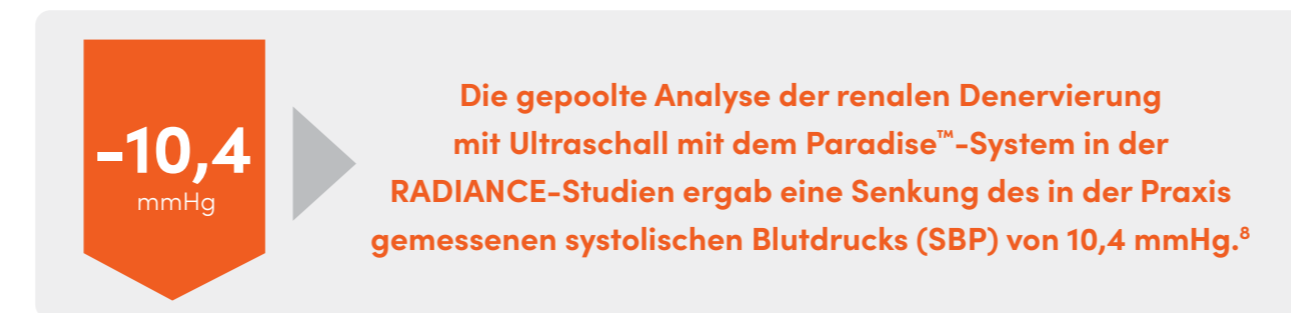 -10,4
mmHg
Die gepoolte Analyse der renalen Denervierung
mit Ultraschall mit dem Paradise™-System in der
RADIANCE-Studien ergab eine Senkung des in der Praxis
gemessenen systolischen Blutdrucks (SBP) von 10,4 mmHg.⁸